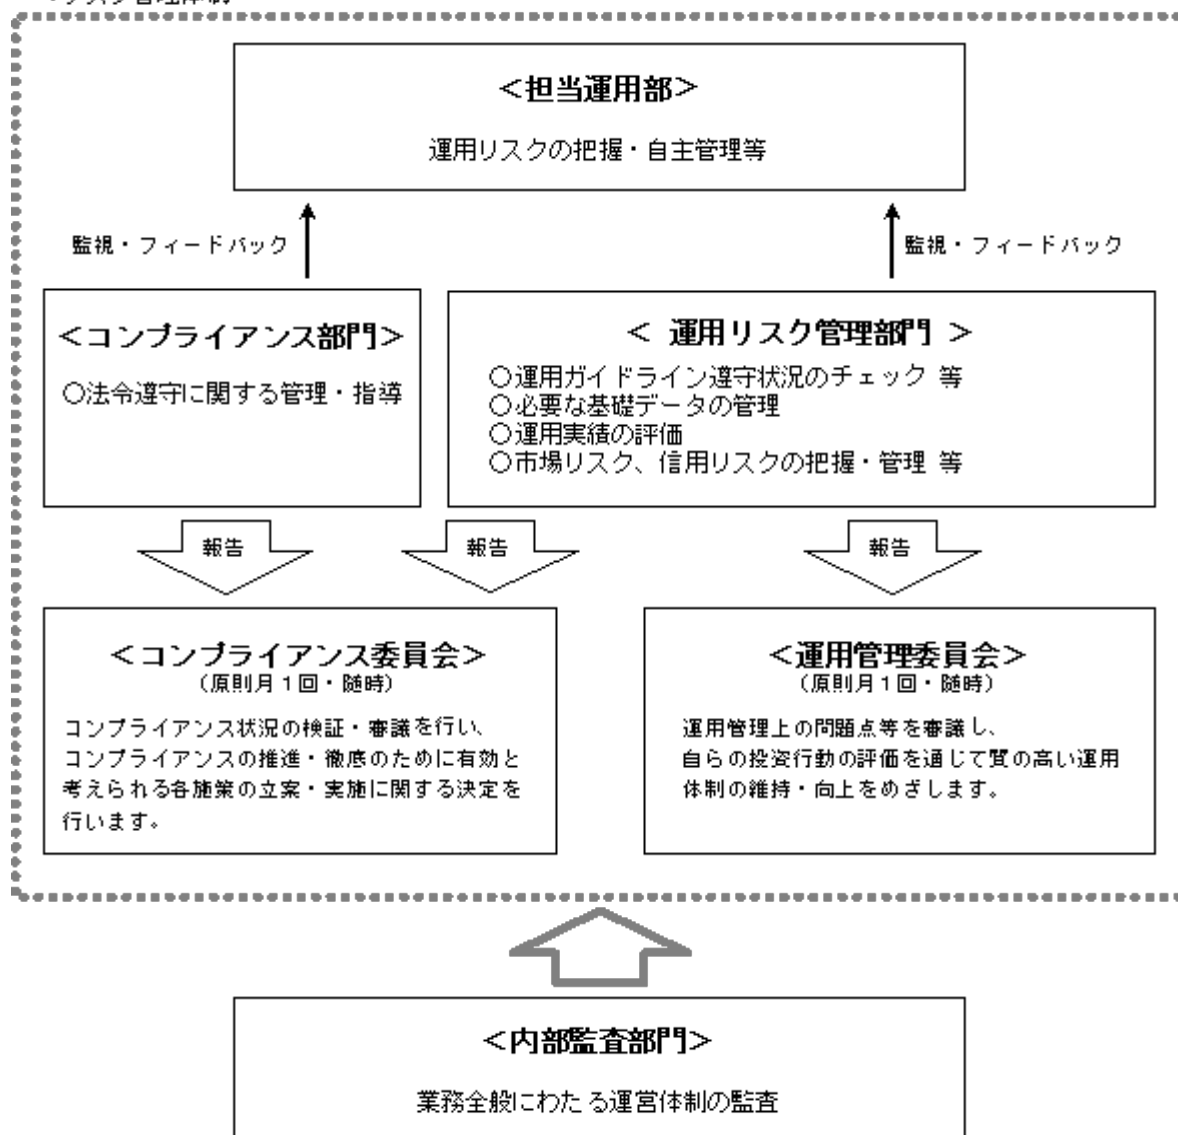 <担当運用部>
運用リスクの把握・自主管理等
監視・フィードバック
監視・フィードバック
<コンプライアンス部門>
○法令遵守に関する管理・指導
< 運用リスク管理部門 >
○運用ガイドライン遵守状況のチェック 等
○必要な基礎データの管理
○運用実績の評価
○市場リスク、信用リスクの把握・管理 等
報告
報告
報告
<コンプライアンス委員会>
(原則月1回・随時)
コンプライアンス状況の検証・審議を行い、
コンプライアンスの推進・徹底のために有効と
考えられる各施策の立案・実施に関する決定を
行います。
<運用管理委員会>
(原則月1回・随時)
運用管理上の問題点等を審議し、
自らの投資行動の評価を通じて質の高い運用
体制の維持・向上をめざします。
<内部監査部門>
業務全般にわたる運営体制の監査